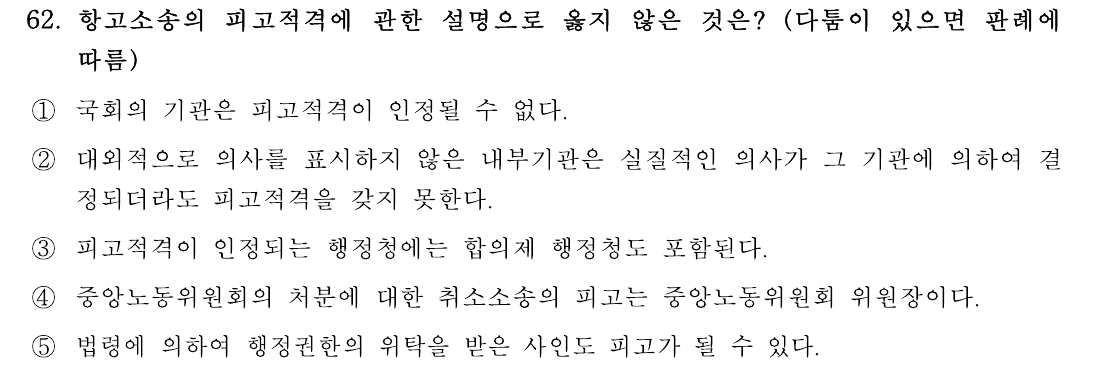 62. 항고소송의 피고적격에 관한 설명으로 옳지 않은 것은? (다툼이 있으면 판례에
따름)
① 국회의 기관은 피고적격이 인정될 수 없다.
② 대외적으로 의사를 표시하지 않은 내부기관은 실질적인 의사가 그 기관에 의하여 결
정되더라도 피고적격을 갖지 못한다.
③ 피고적격이 인정되는 행정청에는 합의제 행정청도 포함된다.
④ 중앙노동위원회의 처분에 대한 취소소송의 피고는 중앙노동위원회 위원장이다.
⑤ 법령에 의하여 행정권한의 위탁을 받은 사인도 피고가 될 수 있다.